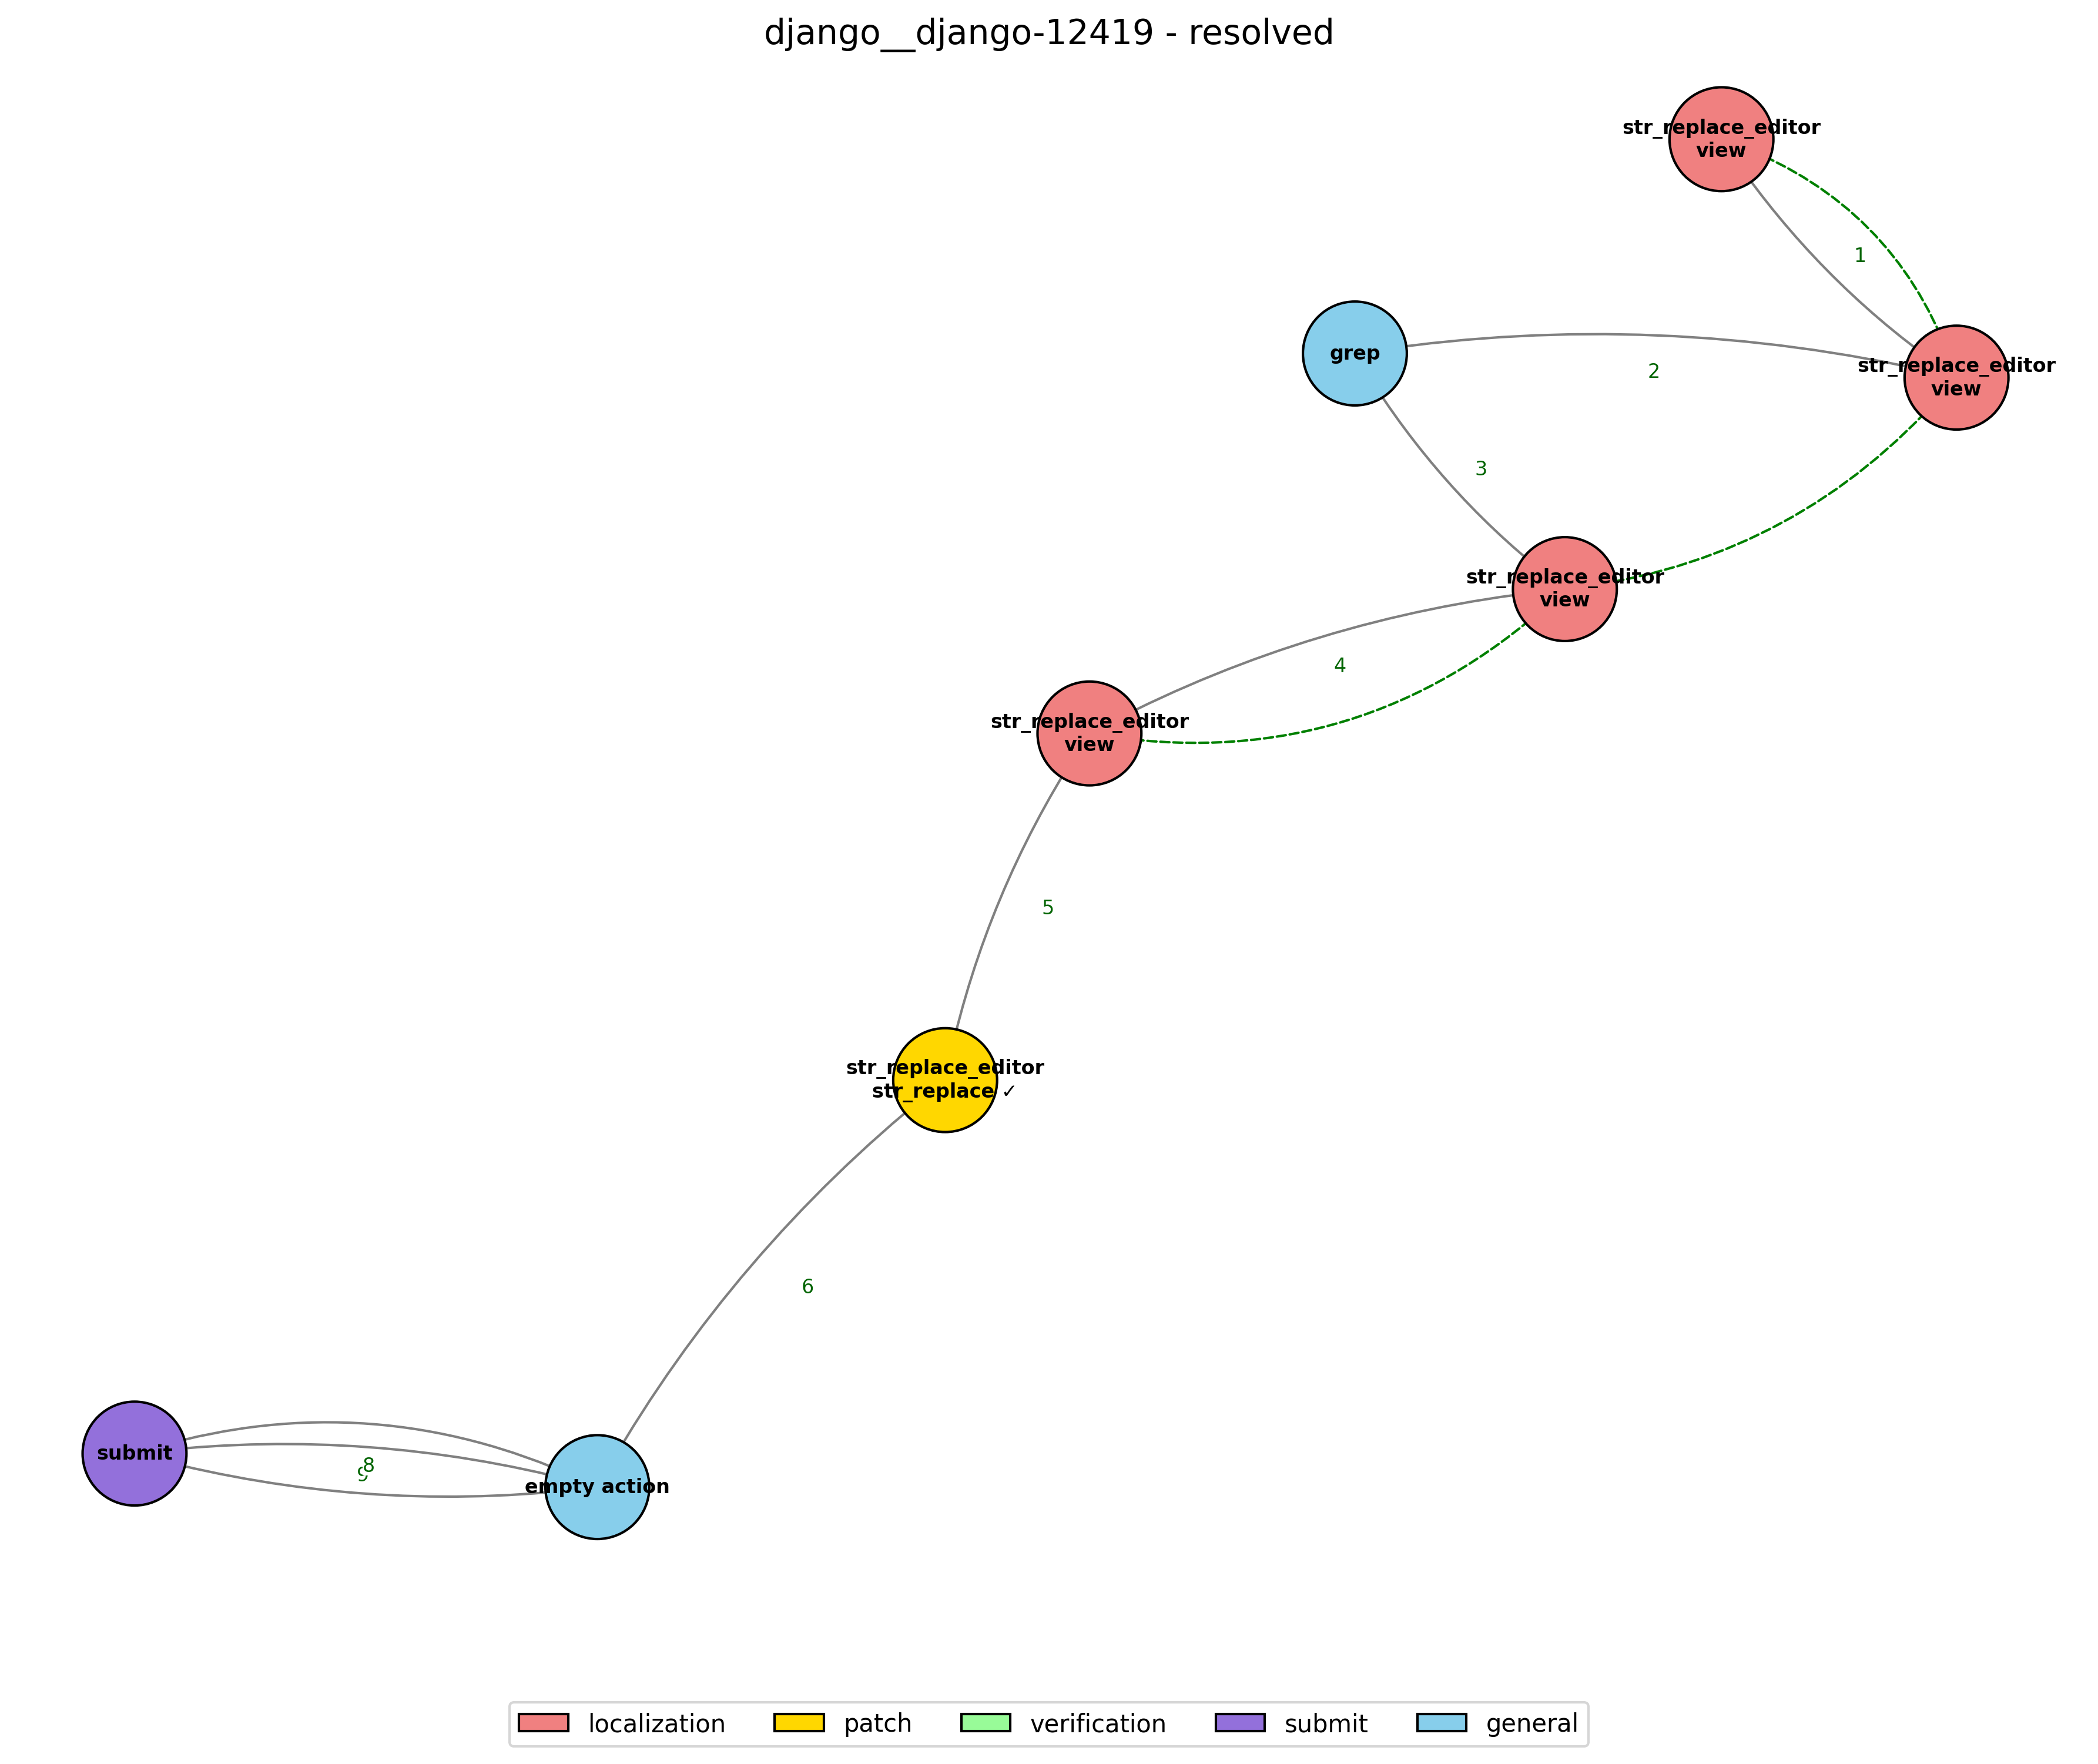 django__django-12419 - resolved
str_replace_editor
view
1
grep
2
str_replace_editor
view
3
str_replace_editor
view
4
str_replace_editor
view
5
str_replace_editor
str_replace ✓
6
submit
8
9
empty action
localization
patch
verification
submit
general